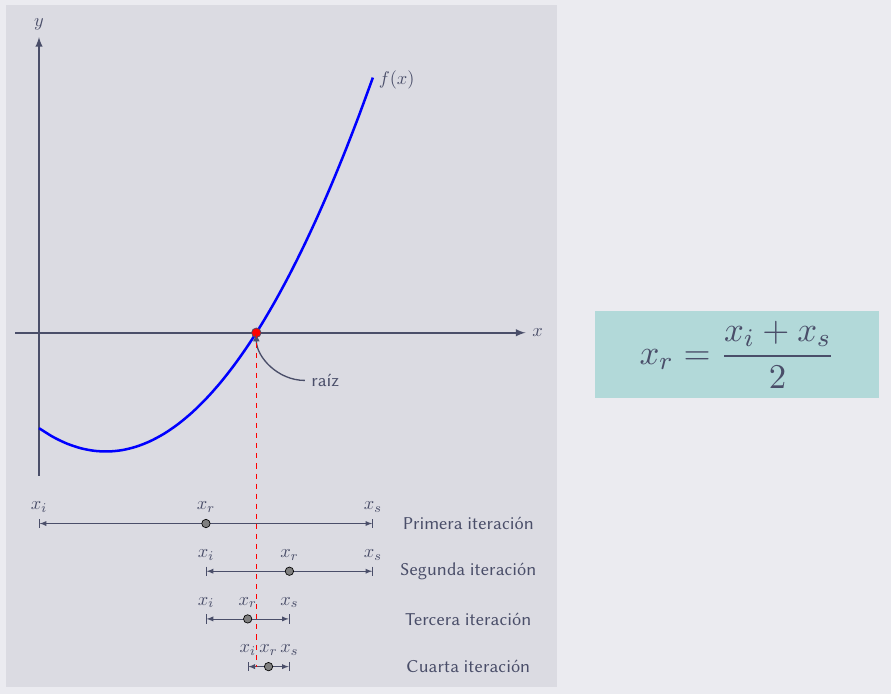 y
f(x)
x
raíz
x_r = \frac{x_i + x_s}{2}
x_i x_r x_s
Primera iteración
x_i x_r x_s
Segunda iteración
x_i x_r x_s
Tercera iteración
x_i x_r x_s
Cuarta iteración